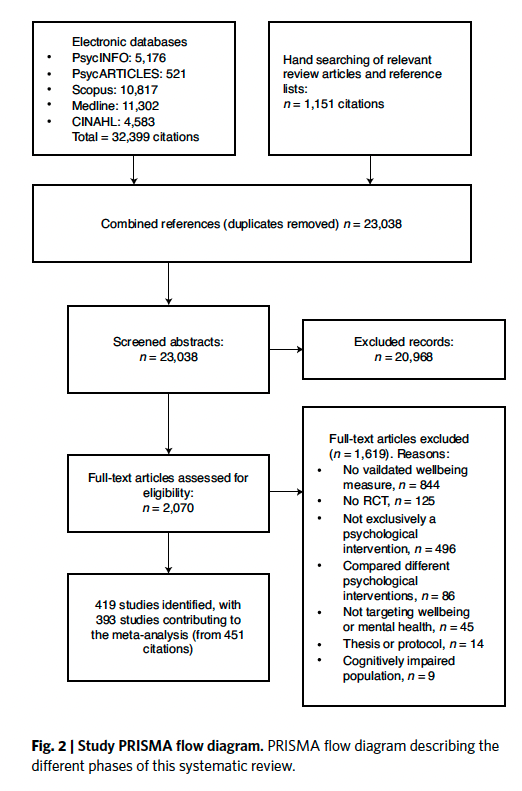 Electronic databases
• PsycINFO: 5,176
• PsycARTICLES: 521
• Scopus: 10,817
• Medline: 11,302
• CINAHL: 4,583
Total = 32,399 citations
Hand searching of relevant
review articles and reference
lists:
n = 1,151 citations
Combined references (duplicates removed) n = 23,038
Screened abstracts:
n = 23,038
Excluded records:
n = 20,968
Full-text articles assessed for
eligibility:
n = 2,070
Full-text articles excluded
(n = 1,619). Reasons:
• No vaildated wellbeing
measure, n = 844
• No RCT, n = 125
• Not exclusively a
psychological
intervention, n = 496
• Compared different
psychological
interventions, n = 86
• Not targeting wellbeing
or mental health, n = 45
• Thesis or protocol, n = 14
• Cognitively impaired
population, n = 9
419 studies identified, with
393 studies contributing to
the meta-analysis (from 451
citations)
Fig. 2 | Study PRISMA flow diagram. PRISMA flow diagram describing the
different phases of this systematic review.